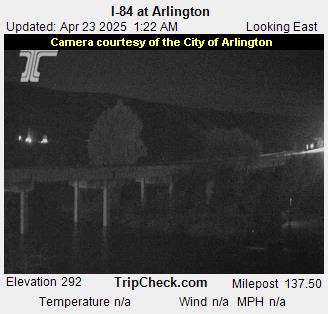 I-84 at Arlington
Updated: Apr 23 2025 1:22 AM Looking East
Camera courtesy of the City of Arlington
Elevation 292 TripCheck.com Milepost 137.50
Temperature n/a Wind n/a MPH n/a